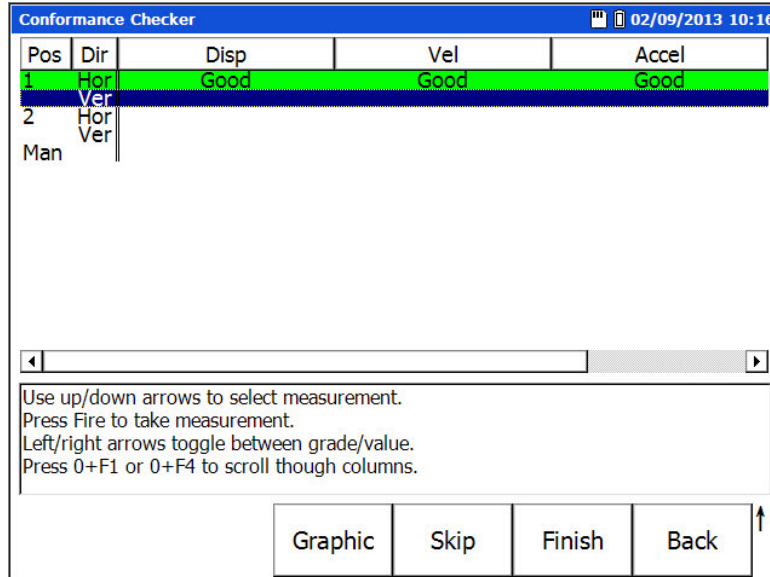 Conformance Checker 02/09/2013 10:16
Pos Dir Disp Vel Accel
1 Hor Good Good Good
Ver
2 Hor
Ver
Man
Use up/down arrows to select measurement.
Press Fire to take measurement.
Left/right arrows toggle between grade/value.
Press 0+F1 or 0+F4 to scroll though columns.
Graphic Skip Finish Back